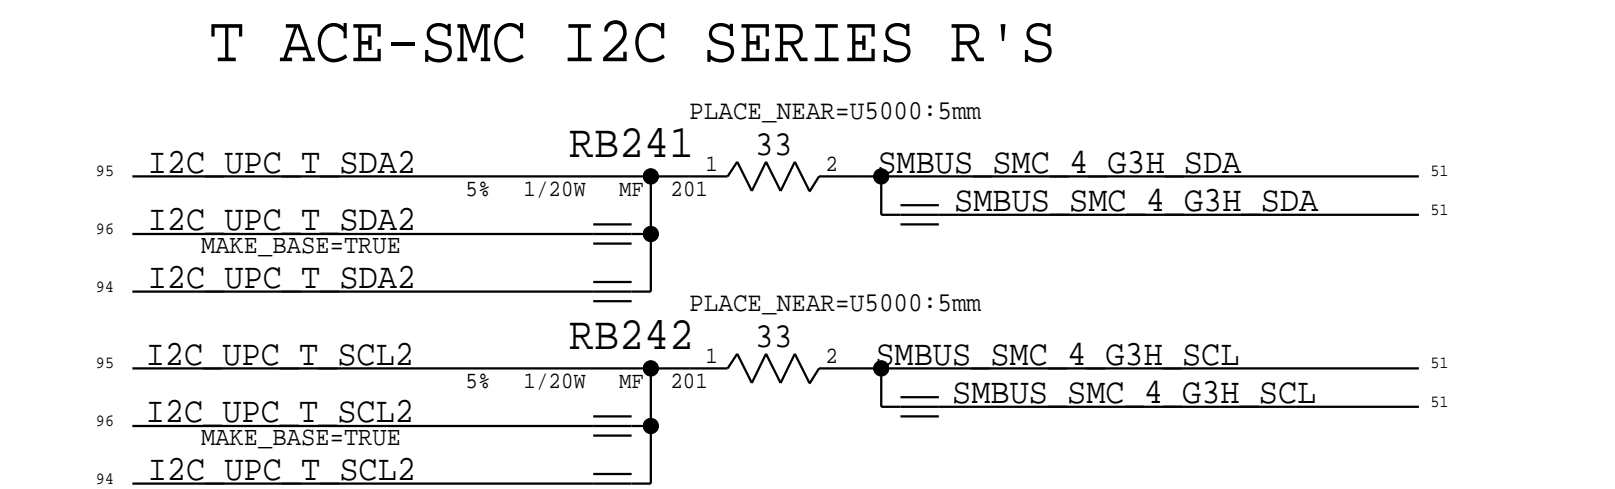 T ACE-SMC I2C SERIES R'S
PLACE_NEAR=U5000:5mm
RB241 33
95 I2C_UPC_T_SDA2 1 2 SMBUS_SMC_4_G3H_SDA 51
5% 1/20W MF 201
SMBUS_SMC_4_G3H_SDA 51
96 I2C_UPC_T_SDA2
MAKE_BASE=TRUE
94 I2C_UPC_T_SDA2
PLACE_NEAR=U5000:5mm
RB242 33
95 I2C_UPC_T_SCL2 1 2 SMBUS_SMC_4_G3H_SCL 51
5% 1/20W MF 201
SMBUS_SMC_4_G3H_SCL 51
96 I2C_UPC_T_SCL2
MAKE_BASE=TRUE
94 I2C_UPC_T_SCL2